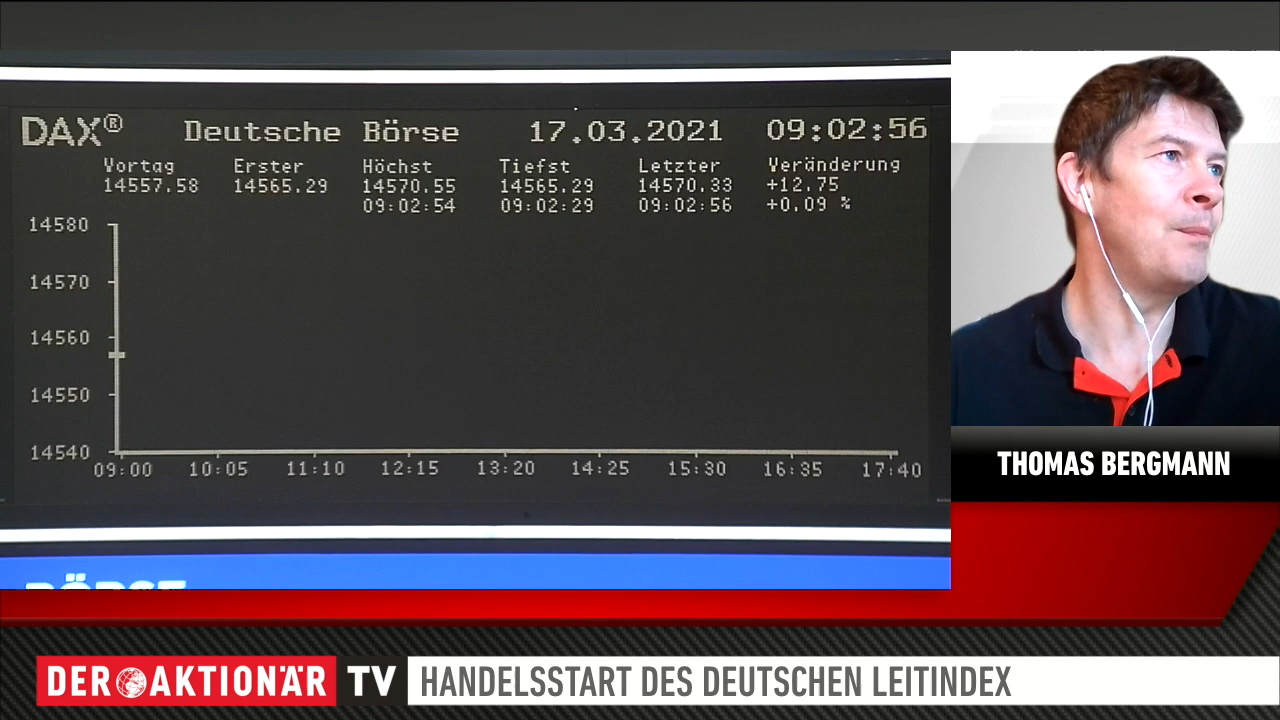 DAX® Deutsche Börse 17.03.2021 09:02:56
Vortag Erster Höchst Tiefst Letzter Veränderung
14557.58 14565.29 14570.55 14565.29 14570.33 +12.75
09:02:54 09:02:29 09:02:56 +0.09 %
14580
14570
14560
14550
14540
09:00 10:05 11:10 12:15 13:20 14:25 15:30 16:35 17:40
BÖRSE
THOMAS BERGMANN
DER AKTIONÄR TV
HANDELSSTART DES DEUTSCHEN LEITINDEX